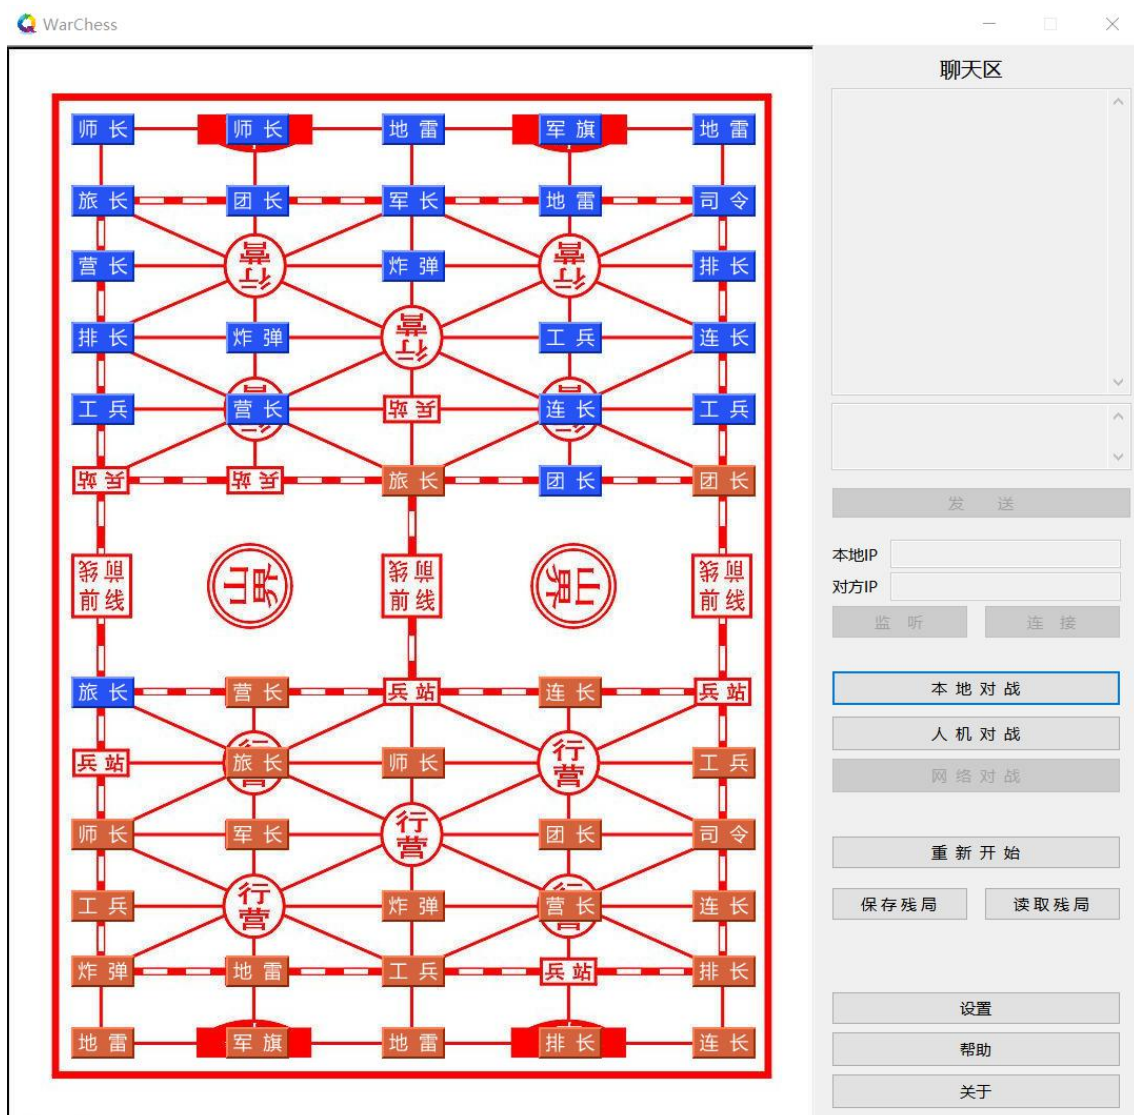 WarChess
聊天区
师长 师长 地雷 军旗 地雷
旅长 团长 军长 地雷 司令
营长 行营 炸弹 行营 排长
排长 炸弹 行营 工兵 连长
工兵 营长 兵站 连长 工兵
兵站 兵站 旅长 团长 团长
发 送
本地IP
对方IP
监 听 连 接
前线 前线 前线
前线 山界 前线 山界 前线
本 地 对 战
人 机 对 战
网 络 对 战
旅长 营长 兵站 连长 兵站
兵站 旅长 师长 行营 工兵
师长 军长 行营 团长 司令
工兵 行营 炸弹 营长 连长
炸弹 地雷 工兵 兵站 排长
地雷 军旗 地雷 排长 连长
重 新 开 始
保存残局 读取残局
设置
帮助
关于